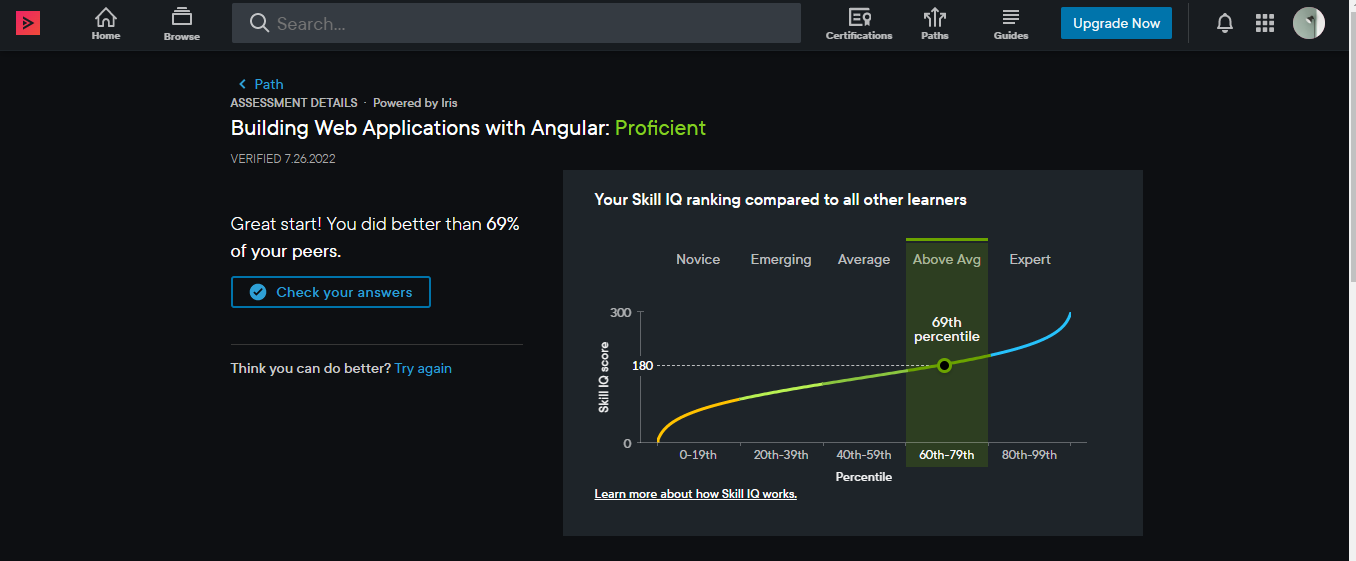 Home
Browse
Search...
Certifications
Paths
Guides
Upgrade Now
Path
ASSESSMENT DETAILS · Powered by Iris
Building Web Applications with Angular: Proficient
VERIFIED 7.26.2022
Great start! You did better than 69%
of your peers.
Check your answers
Think you can do better? Try again
Your Skill IQ ranking compared to all other learners
Novice
Emerging
Average
Above Avg
Expert
69th
percentile
300
180
0
Skill IQ score
0-19th
20th-39th
40th-59th
60th-79th
80th-99th
Percentile
Learn more about how Skill IQ works.